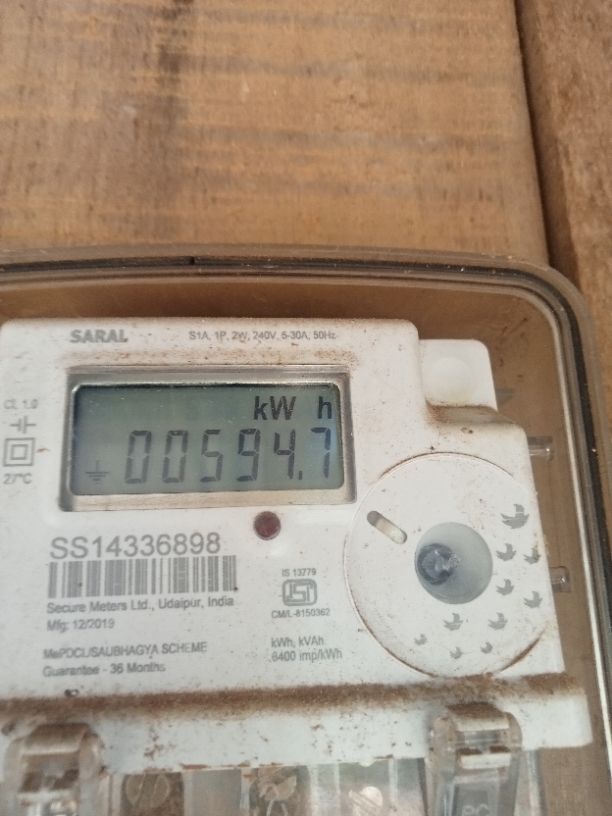 SARAL
S1A, 1P, 2W, 240V, 5-30A, 50Hz
Cl. 1.0
27°C
kW h
00594.7
SS14336898
Secure Meters Ltd., Udaipur, India
Mfg: 12/2019
MePDCL/SAUBHAGYA SCHEME
Guarantee - 36 Months
IS 13779
ISI
CM/L-8150362
kWh, kVAh
6400 imp/kWh